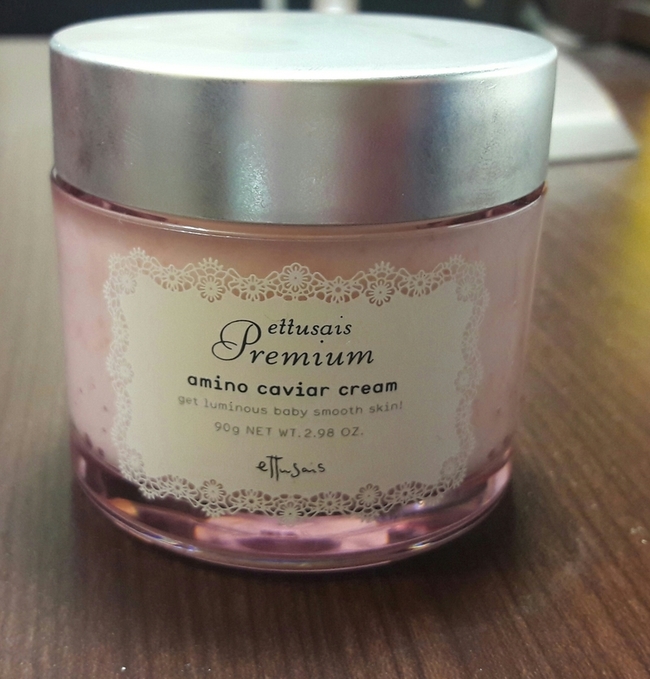 ettusais
Premium
amino caviar cream
get luminous baby smooth skin!
90g NET WT. 2.98 OZ.
ettusais